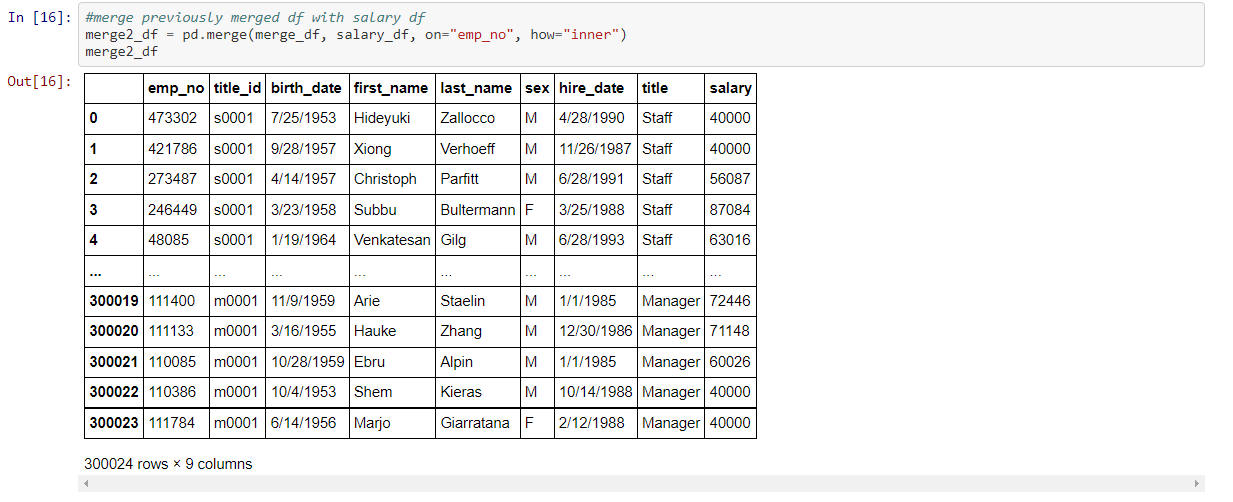 In [16]: #merge previously merged df with salary df
merge2_df = pd.merge(merge_df, salary_df, on="emp_no", how="inner")
merge2_df
Out[16]:
emp_no title_id birth_date first_name last_name sex hire_date title salary
0 473302 s0001 7/25/1953 Hideyuki Zallocco M 4/28/1990 Staff 40000
1 421786 s0001 9/28/1957 Xiong Verhoeff M 11/26/1987 Staff 40000
2 273487 s0001 4/14/1957 Christoph Parfitt M 6/28/1991 Staff 56087
3 246449 s0001 3/23/1958 Subbu Bultermann F 3/25/1988 Staff 87084
4 48085 s0001 1/19/1964 Venkatesan Gilg M 6/28/1993 Staff 63016
... ... ... ... ... ... ... ... ... ...
300019 111400 m0001 11/9/1959 Arie Staelin M 1/1/1985 Manager 72446
300020 111133 m0001 3/16/1955 Hauke Zhang M 12/30/1986 Manager 71148
300021 110085 m0001 10/28/1959 Ebru Alpin M 1/1/1985 Manager 60026
300022 110386 m0001 10/4/1953 Shem Kieras M 10/14/1988 Manager 40000
300023 111784 m0001 6/14/1956 Marjo Giarratana F 2/12/1988 Manager 40000
300024 rows × 9 columns